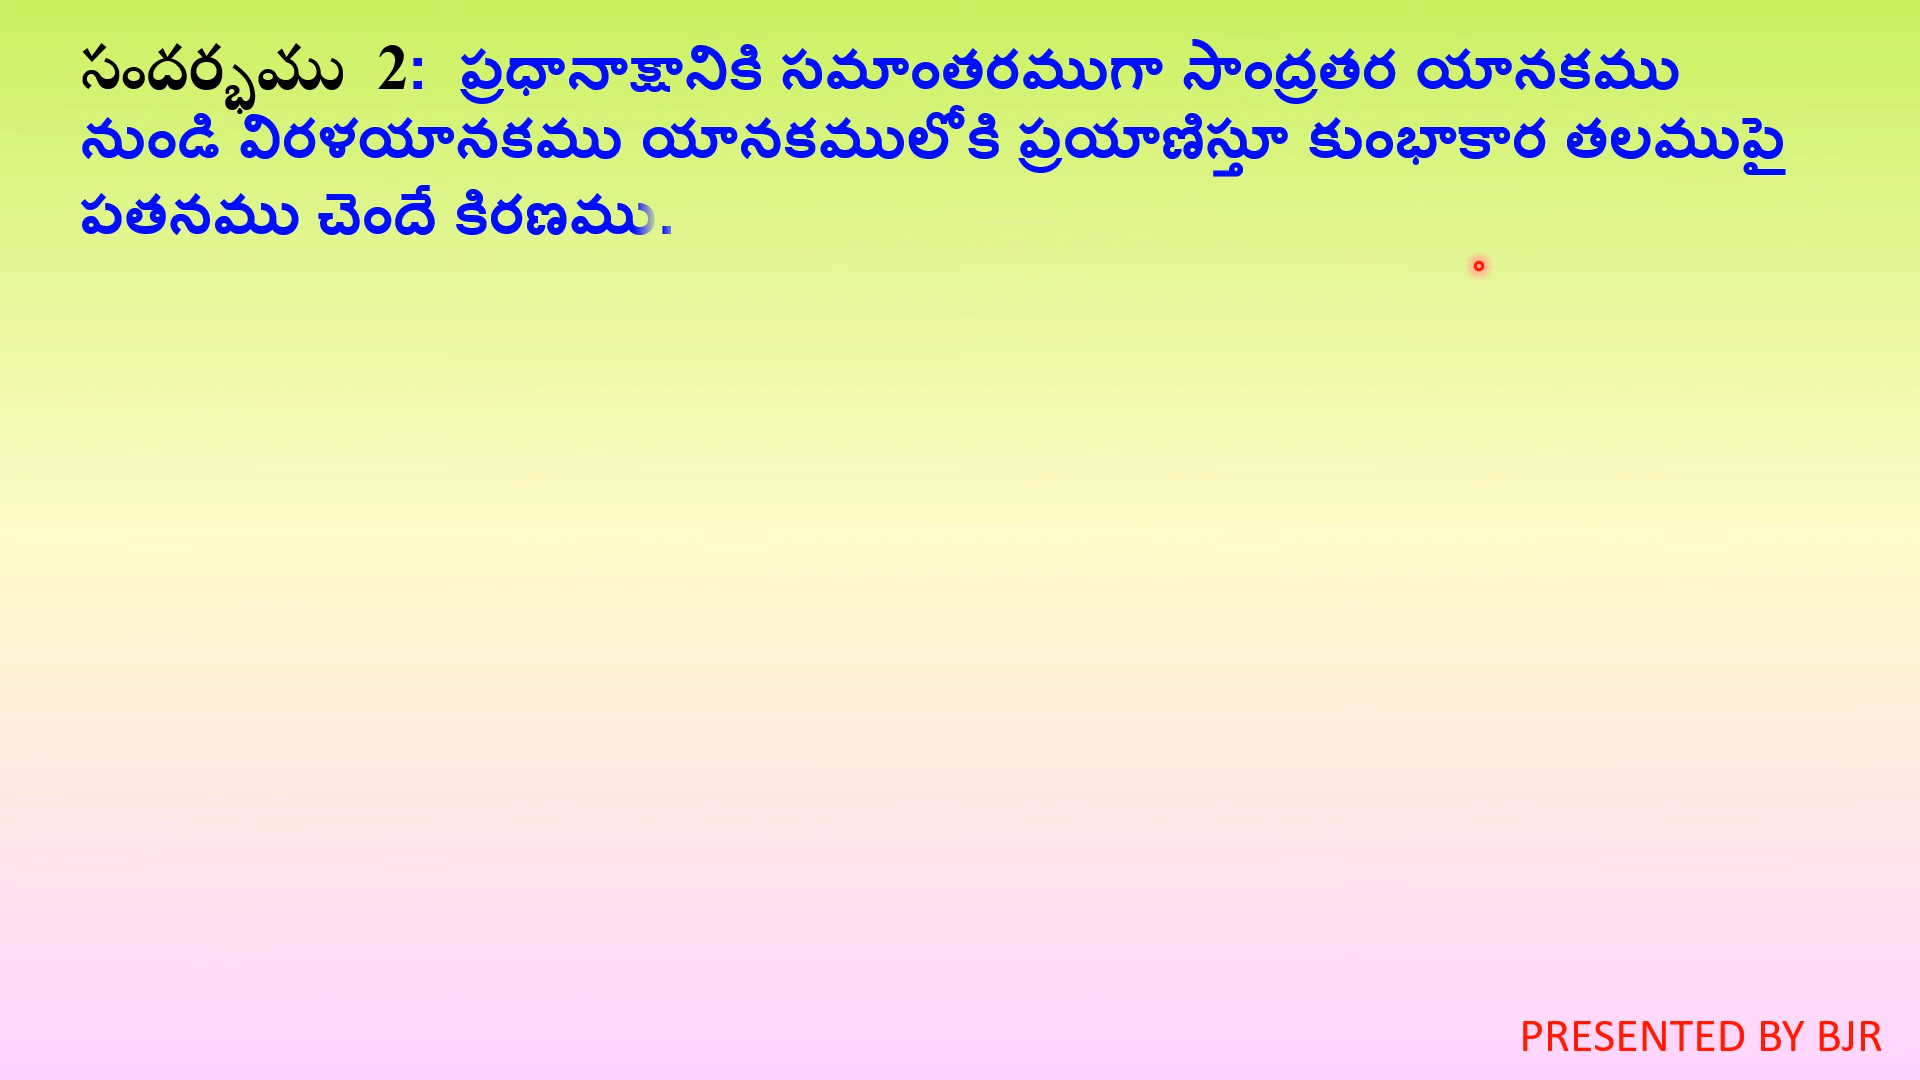 సందర్భము 2: ప్రధానాక్షానికి సమాంతరముగా సాంద్రతర యానకము
నుండి విరళయానకము యానకములోకి ప్రయాణిస్తూ కుంభాకార తలముపై
పతనము చెందే కిరణము.
PRESENTED BY BJR